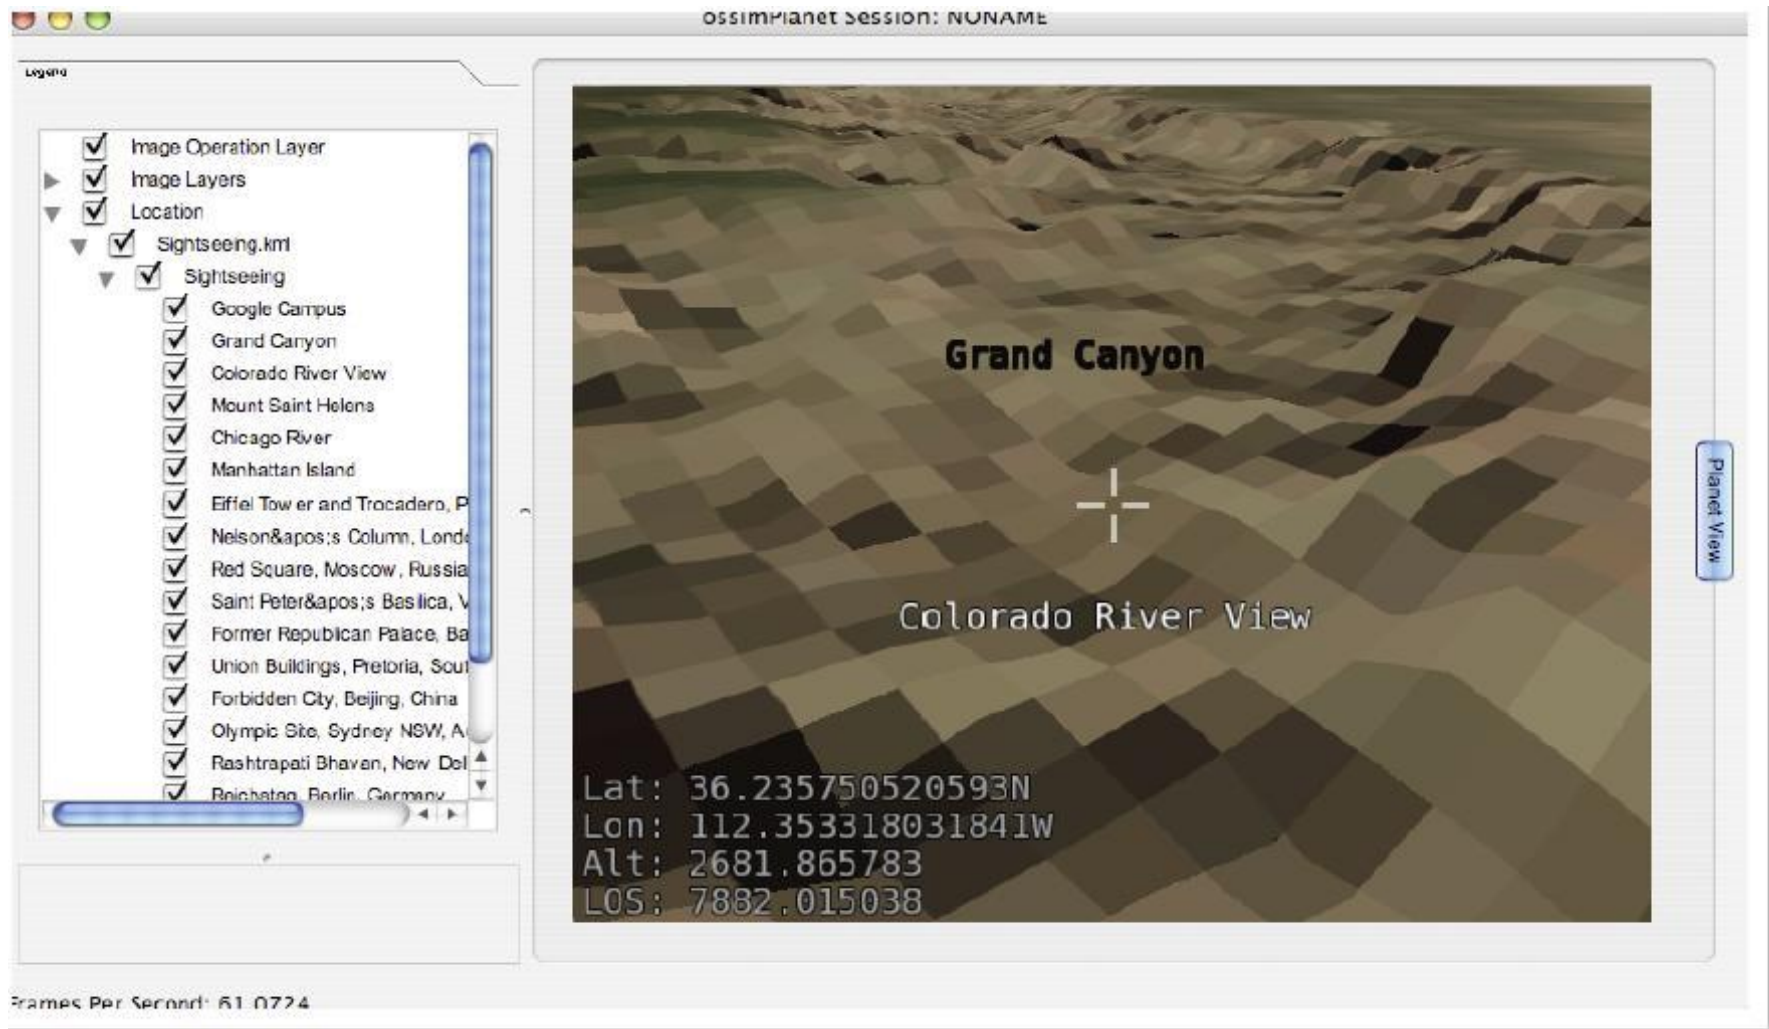 ossimPlanet Session: NONAME
Legend
Image Operation Layer
Image Layers
Location
Sightseeing.kml
Sightseeing
Google Campus
Grand Canyon
Colorado River View
Mount Saint Helens
Chicago River
Manhattan Island
Eiffel Tower and Trocadero, P
Nelson&apos;s Column, Londo
Red Square, Moscow, Russia
Saint Peter&apos;s Basilica, V
Former Republican Palace, Ba
Union Buildings, Pretoria, Sout
Forbidden City, Beijing, China
Olympic Site, Sydney NSW, A
Rashtrapati Bhavan, New Del
Reichstag, Berlin, Germany
Grand Canyon
Colorado River View
Lat: 36.235750520593N
Lon: 112.353318031841W
Alt: 2681.865783
LOS: 7882.015038
Planet View
Frames Per Second: 61.0724